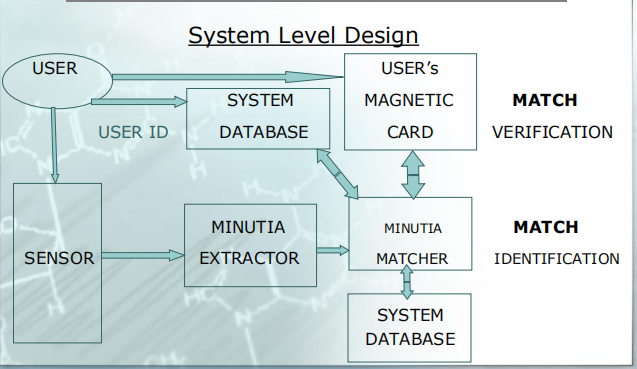 System Level Design
USER
USER's
MAGNETIC
CARD
SYSTEM
DATABASE
USER ID
MATCH
VERIFICATION
SENSOR
MINUTIA
EXTRACTOR
MINUTIA
MATCHER
MATCH
IDENTIFICATION
SYSTEM
DATABASE